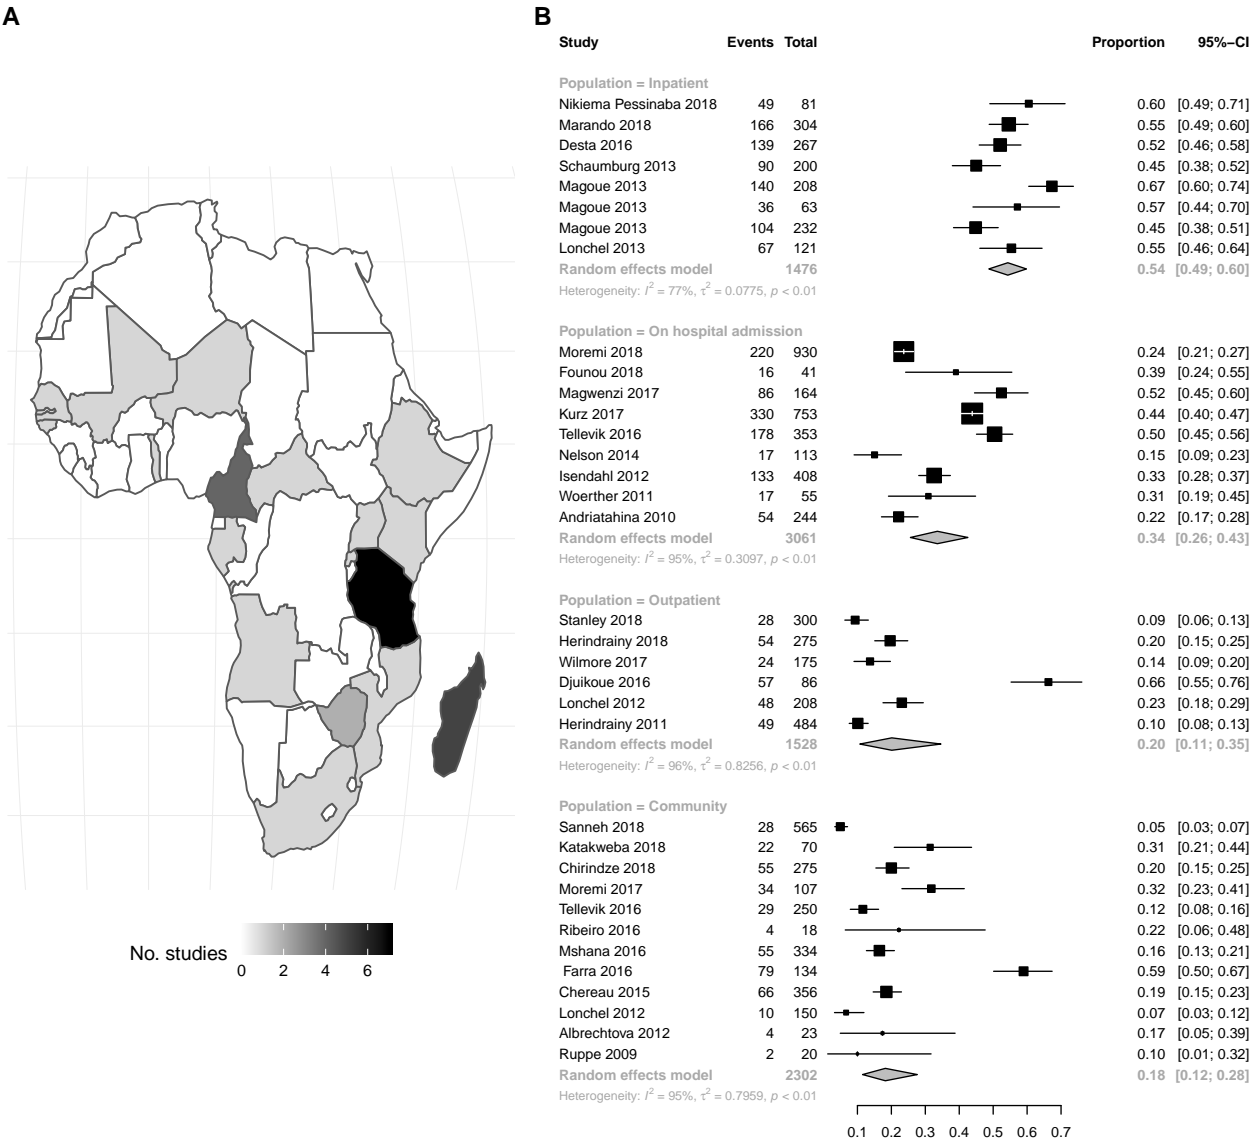 A
No. studies
0 2 4 6
B
Study Events Total Proportion 95%−CI
Population = Inpatient
Nikiema Pessinaba 2018 49 81 0.60 [0.49; 0.71]
Marando 2018 166 304 0.55 [0.49; 0.60]
Desta 2016 139 267 0.52 [0.46; 0.58]
Schaumburg 2013 90 200 0.45 [0.38; 0.52]
Magoue 2013 140 208 0.67 [0.60; 0.74]
Magoue 2013 36 63 0.57 [0.44; 0.70]
Magoue 2013 104 232 0.45 [0.38; 0.51]
Lonchel 2013 67 121 0.55 [0.46; 0.64]
Random effects model 1476 0.54 [0.49; 0.60]
Heterogeneity: I² = 77%, τ² = 0.0775, p < 0.01
Population = On hospital admission
Moremi 2018 220 930 0.24 [0.21; 0.27]
Founou 2018 16 41 0.39 [0.24; 0.55]
Magwenzi 2017 86 164 0.52 [0.45; 0.60]
Kurz 2017 330 753 0.44 [0.40; 0.47]
Tellevik 2016 178 353 0.50 [0.45; 0.56]
Nelson 2014 17 113 0.15 [0.09; 0.23]
Isendahl 2012 133 408 0.33 [0.28; 0.37]
Woerther 2011 17 55 0.31 [0.19; 0.45]
Andriatahina 2010 54 244 0.22 [0.17; 0.28]
Random effects model 3061 0.34 [0.26; 0.43]
Heterogeneity: I² = 95%, τ² = 0.3097, p < 0.01
Population = Outpatient
Stanley 2018 28 300 0.09 [0.06; 0.13]
Herindrainy 2018 54 275 0.20 [0.15; 0.25]
Wilmore 2017 24 175 0.14 [0.09; 0.20]
Djuikoue 2016 57 86 0.66 [0.55; 0.76]
Lonchel 2012 48 208 0.23 [0.18; 0.29]
Herindrainy 2011 49 484 0.10 [0.08; 0.13]
Random effects model 1528 0.20 [0.11; 0.35]
Heterogeneity: I² = 96%, τ² = 0.8256, p < 0.01
Population = Community
Sanneh 2018 28 565 0.05 [0.03; 0.07]
Katakweba 2018 22 70 0.31 [0.21; 0.44]
Chirindze 2018 55 275 0.20 [0.15; 0.25]
Moremi 2017 34 107 0.32 [0.23; 0.41]
Tellevik 2016 29 250 0.12 [0.08; 0.16]
Ribeiro 2016 4 18 0.22 [0.06; 0.48]
Mshana 2016 55 334 0.16 [0.13; 0.21]
Farra 2016 79 134 0.59 [0.50; 0.67]
Chereau 2015 66 356 0.19 [0.15; 0.23]
Lonchel 2012 10 150 0.07 [0.03; 0.12]
Albrechtova 2012 4 23 0.17 [0.05; 0.39]
Ruppe 2009 2 20 0.10 [0.01; 0.32]
Random effects model 2302 0.18 [0.12; 0.28]
Heterogeneity: I² = 95%, τ² = 0.7959, p < 0.01
0.1 0.2 0.3 0.4 0.5 0.6 0.7